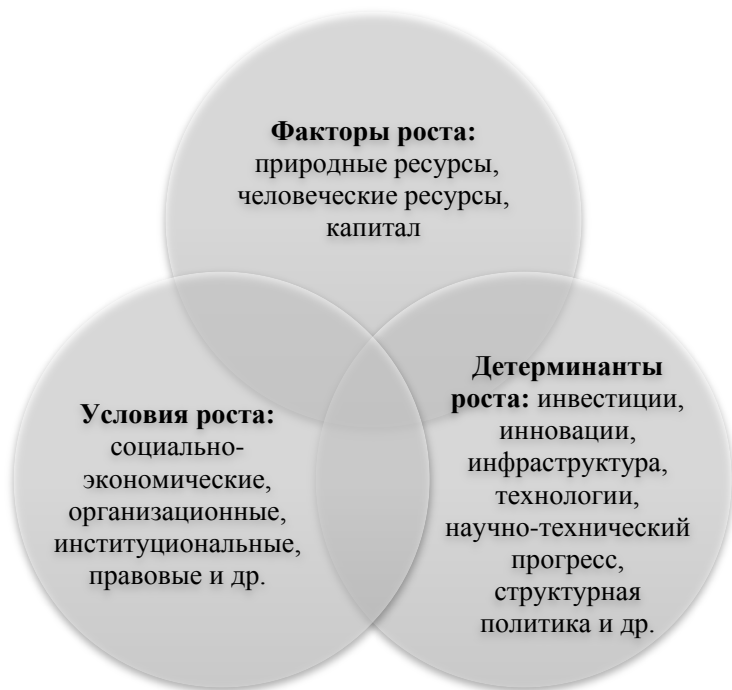 Факторы роста:
природные ресурсы,
человеческие ресурсы,
капитал
Условия роста:
социально-
экономические,
организационные,
институциональные,
правовые и др.
Детерминанты
роста: инвестиции,
инновации,
инфраструктура,
технологии,
научно-технический
прогресс,
структурная
политика и др.